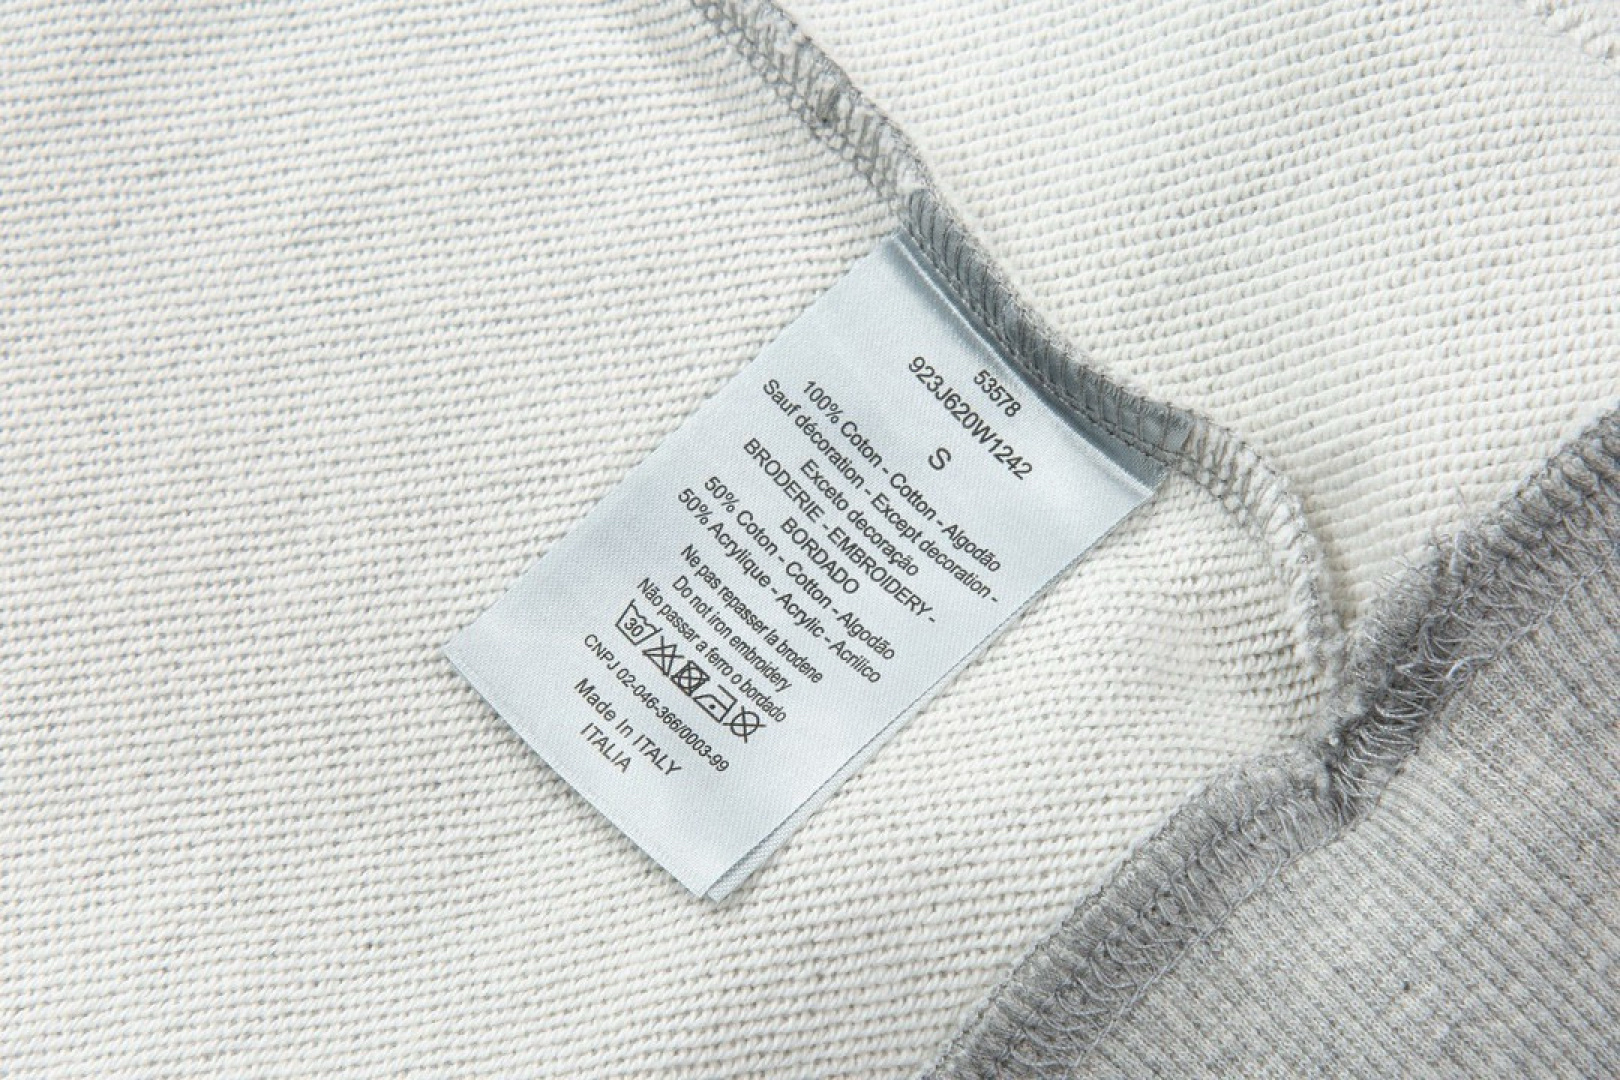 53578
923J620W1242
S
100% Coton - Cotton - Algodão
Sauf décoration - Except decoration -
Exceto decoração
BRODERIE - EMBROIDERY -
BORDADO
50% Coton - Cotton - Algodão
50% Acrylique - Acrylic - Acrilico
Ne pas repasser la brodene
Do not iron embroidery
Não passar a ferro o bordado
30
CNPJ 02-046-366/0003-99
Made In ITALY
ITALIA